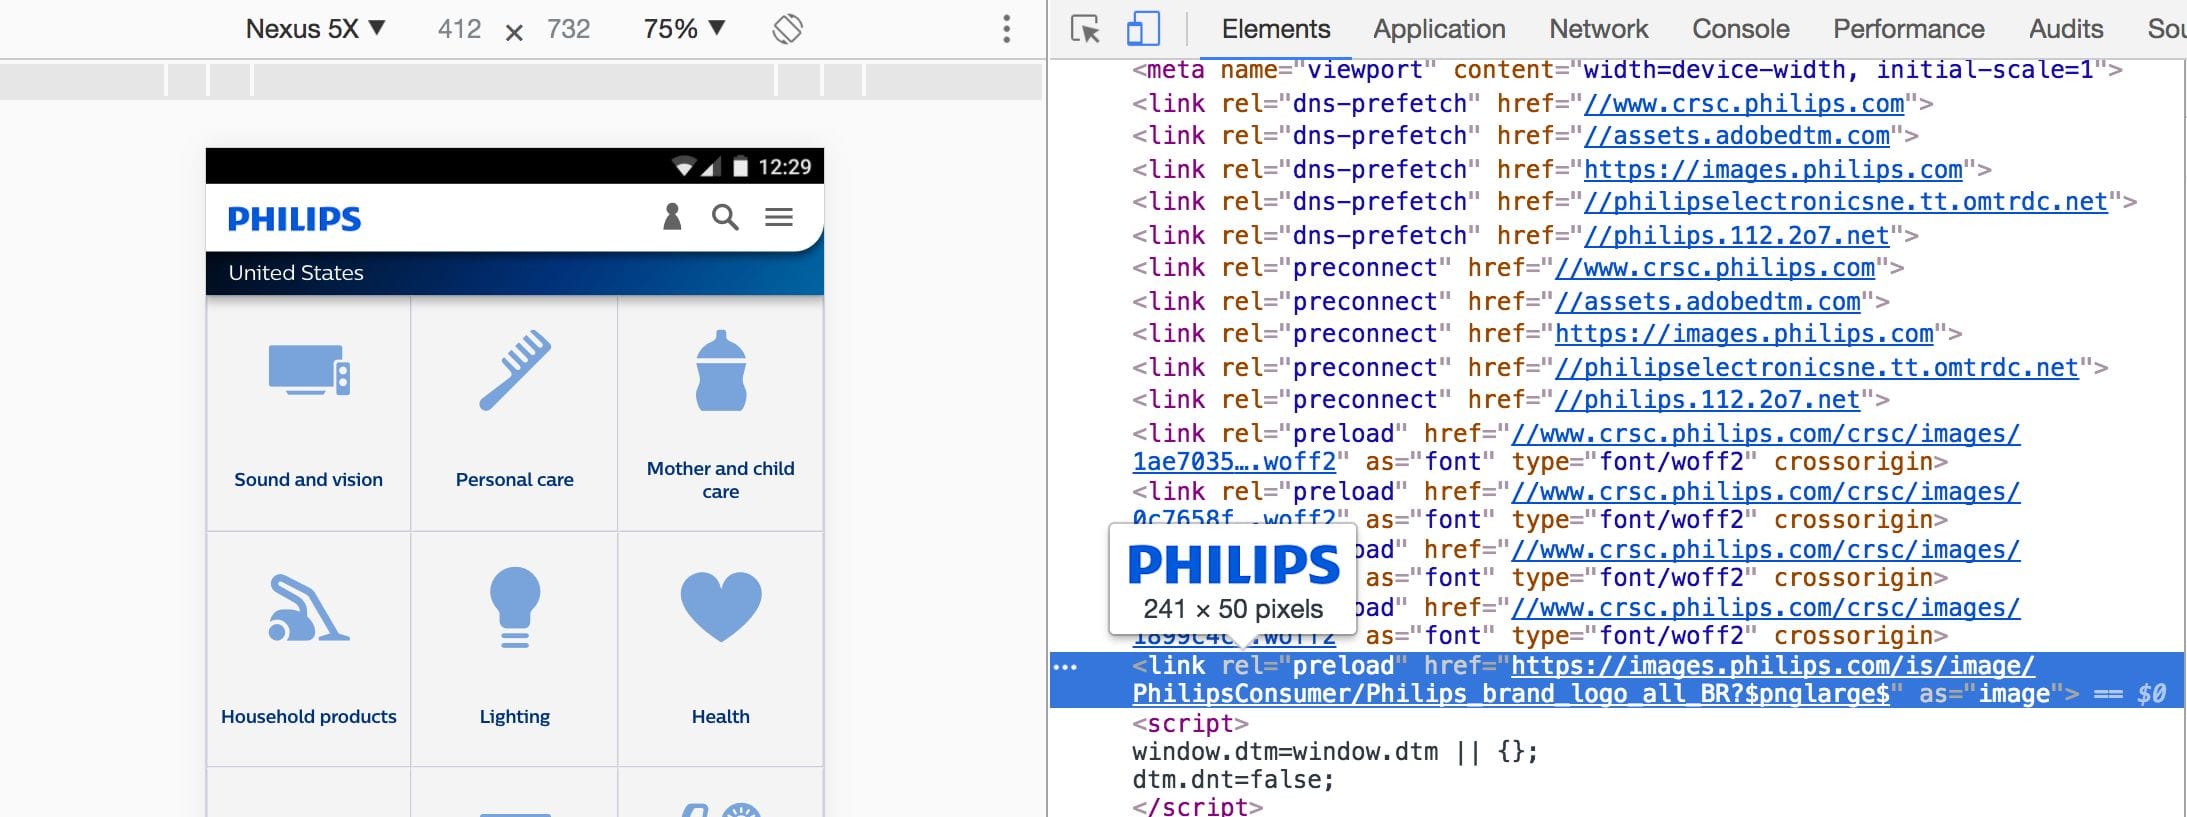 Nexus 5X ▼ 412 × 732 75% ▼
Elements Application Network Console Performance Audits Sou
12:29
PHILIPS
United States
Sound and vision
Personal care
Mother and child
care
Household products
Lighting
Health
<meta name="viewport" content="width=device-width, initial-scale=1">
<link rel="dns-prefetch" href="//www.crsc.philips.com">
<link rel="dns-prefetch" href="//assets.adobedtm.com">
<link rel="dns-prefetch" href="https://images.philips.com">
<link rel="dns-prefetch" href="//philipselectronicsne.tt.omtrdc.net">
<link rel="dns-prefetch" href="//philips.112.2o7.net">
<link rel="preconnect" href="//www.crsc.philips.com">
<link rel="preconnect" href="//assets.adobedtm.com">
<link rel="preconnect" href="https://images.philips.com">
<link rel="preconnect" href="//philipselectronicsne.tt.omtrdc.net">
<link rel="preconnect" href="//philips.112.2o7.net">
<link rel="preload" href="//www.crsc.philips.com/crsc/images/
1ae7035….woff2" as="font" type="font/woff2" crossorigin>
<link rel="preload" href="//www.crsc.philips.com/crsc/images/
0c7658f….woff2" as="font" type="font/woff2" crossorigin>
oad" href="//www.crsc.philips.com/crsc/images/
as="font" type="font/woff2" crossorigin>
oad" href="//www.crsc.philips.com/crsc/images/
1899c4c….woff2" as="font" type="font/woff2" crossorigin>
PHILIPS
241 × 50 pixels
<link rel="preload" href="https://images.philips.com/is/image/
PhilipsConsumer/Philips_brand_logo_all_BR?$pnglarge$" as="image"> == $0
<script>
window.dtm=window.dtm || {};
dtm.dnt=false;
</script>